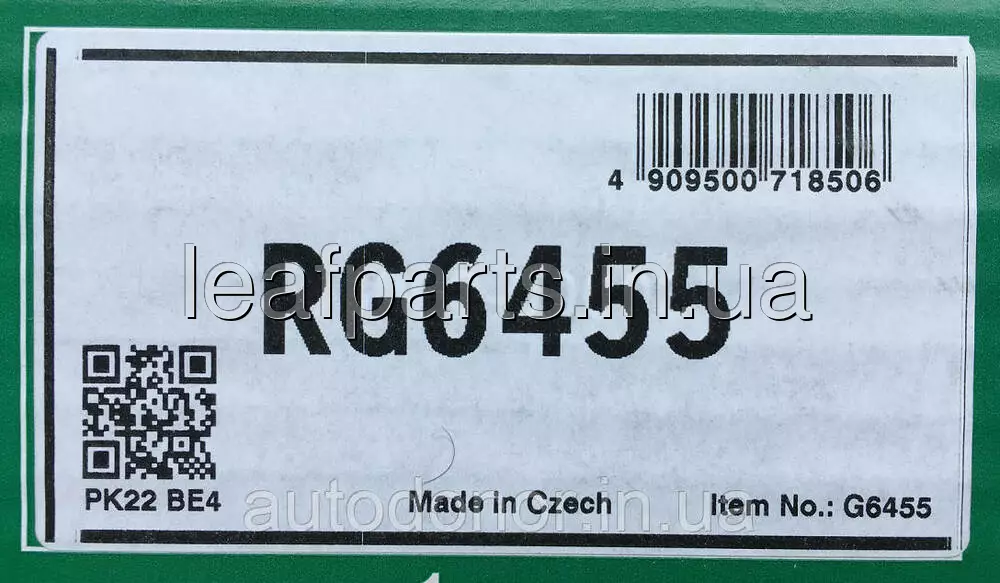 4 909500 718506
RG6455
leafparts.in.ua
PK22 BE4
Made in Czech
Item No.: G6455
autodonor.in.ua